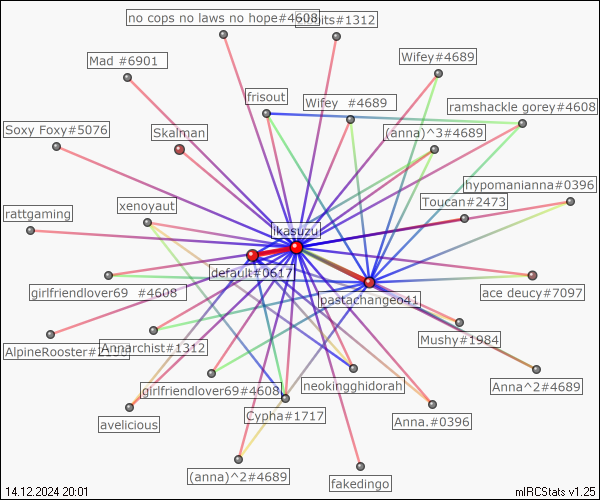 no cops no laws no hope#4608
#1312
Mad #6901
Wifey#4689
frisout
Wifey #4689
ramshackle gorey#4608
Soxy Foxy#5076
Skalman
(anna)^3#4689
hypomanianna#0396
rattgaming
xenoyaut
Toucan#2473
ikasuzu
default#0617
girlfriendlover69 #4608
pastachangeo41
ace deucy#7097
AlpineRooster#
Annarchist#1312
Mushy#1984
girlfriendlover69#4608
neokingghidorah
Anna^2#4689
avelicious
Cypha#1717
Anna.#0396
(anna)^2#4689
fakedingo
14.12.2024 20:01
mIRCStats v1.25